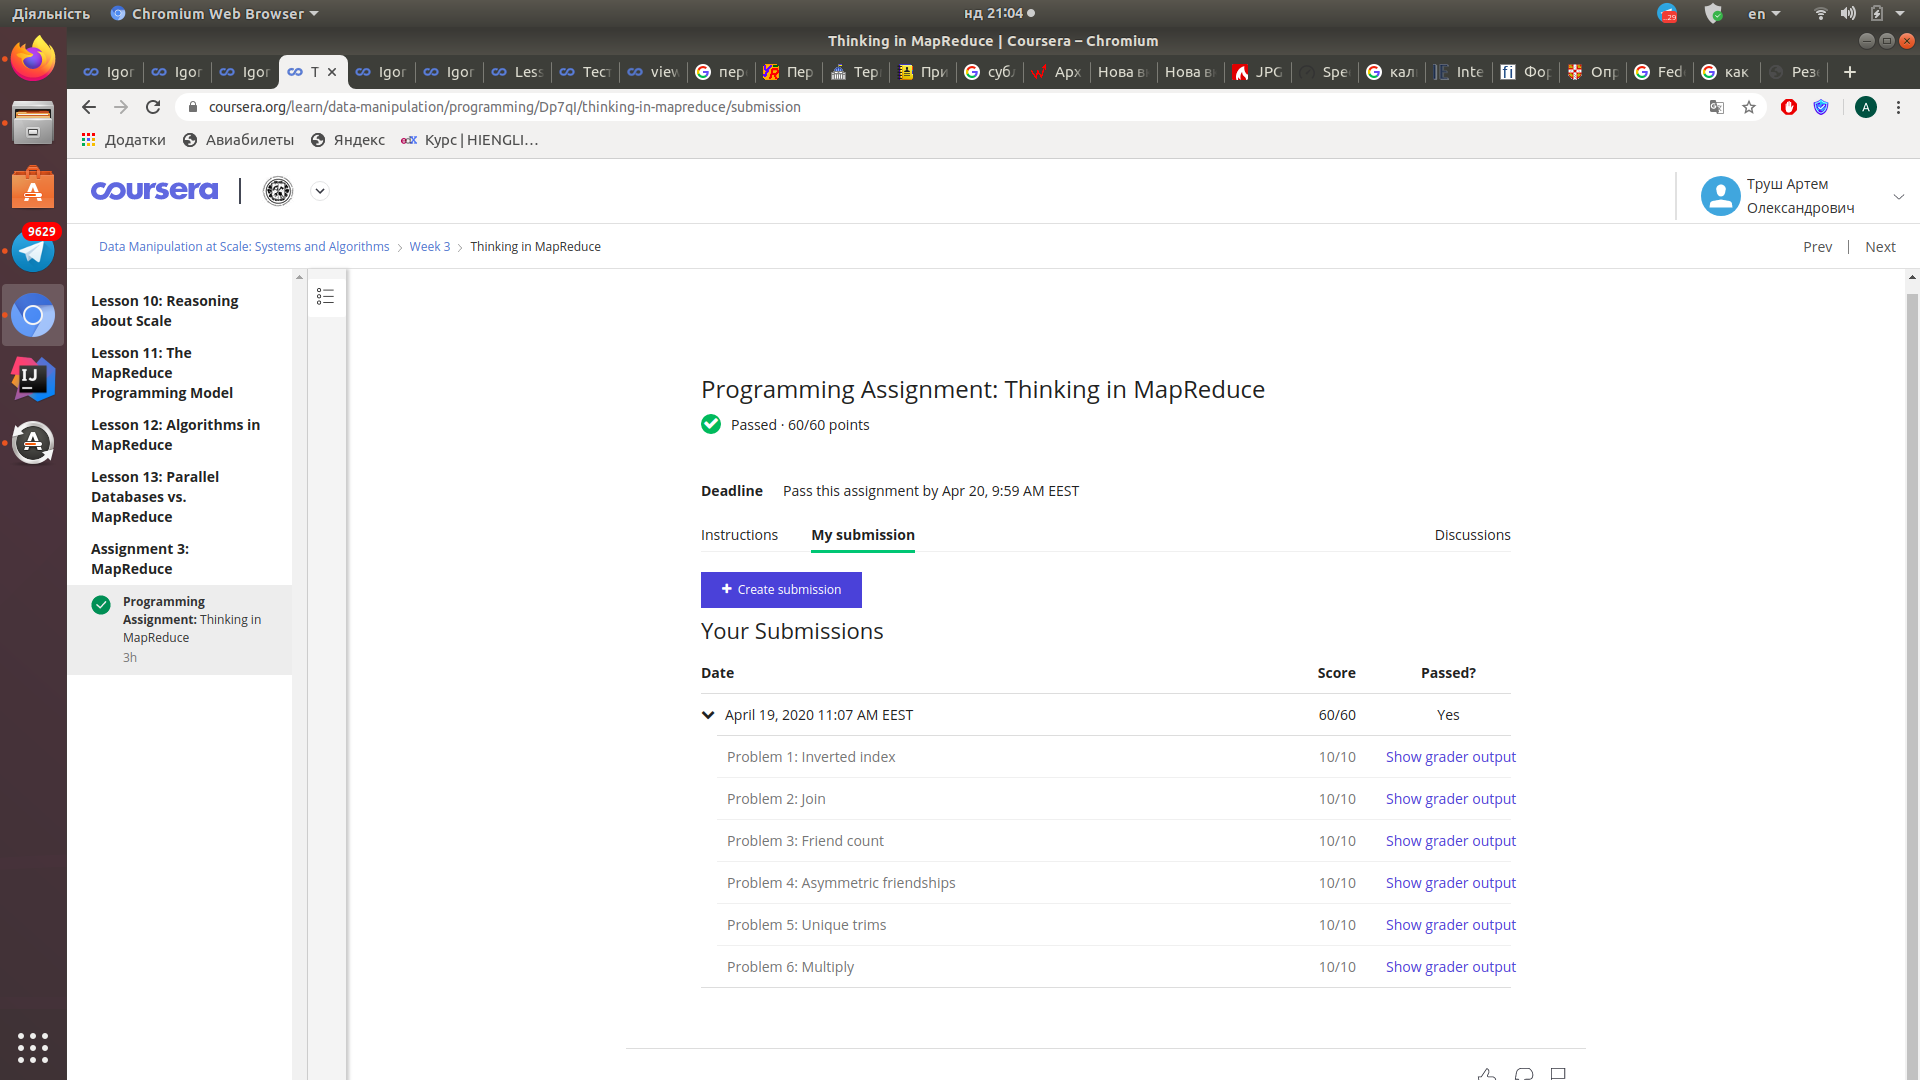 Діяльність
Chromium Web Browser
нд 21:04
29
en
Thinking in MapReduce | Coursera – Chromium
Igor
Igor
Igor
T
Igor
Igor
Less
Тест
view
пер
Пер
При
суб
Арх
Нова в
Нова в
JPG
Spe
кал
Inte
Фор
Опр
Fed
как
Рез
coursera.org/learn/data-manipulation/programming/Dp7qI/thinking-in-mapreduce/submission
A
Додатки
Авиабилеты
Яндекс
edX
Курс | HIENGLI...
coursera
Труш Артем
Олександрович
9629
Data Manipulation at Scale: Systems and Algorithms
Week 3
Thinking in MapReduce
Prev
Next
Lesson 10: Reasoning
about Scale
Lesson 11: The
MapReduce
Programming Model
Lesson 12: Algorithms in
MapReduce
Lesson 13: Parallel
Databases vs.
MapReduce
Assignment 3:
MapReduce
Programming
Assignment: Thinking in
MapReduce
3h
IJ
Programming Assignment: Thinking in MapReduce
Passed · 60/60 points
Deadline Pass this assignment by Apr 20, 9:59 AM EEST
Instructions My submission Discussions
+ Create submission
Your Submissions
Date Score Passed?
April 19, 2020 11:07 AM EEST 60/60 Yes
Problem 1: Inverted index 10/10 Show grader output
Problem 2: Join 10/10 Show grader output
Problem 3: Friend count 10/10 Show grader output
Problem 4: Asymmetric friendships 10/10 Show grader output
Problem 5: Unique trims 10/10 Show grader output
Problem 6: Multiply 10/10 Show grader output